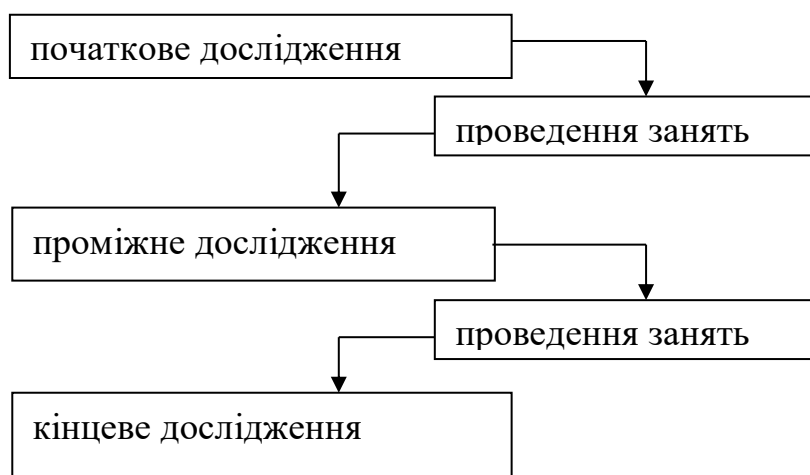 початкове дослідження
проведення занять
проміжне дослідження
проведення занять
кінцеве дослідження